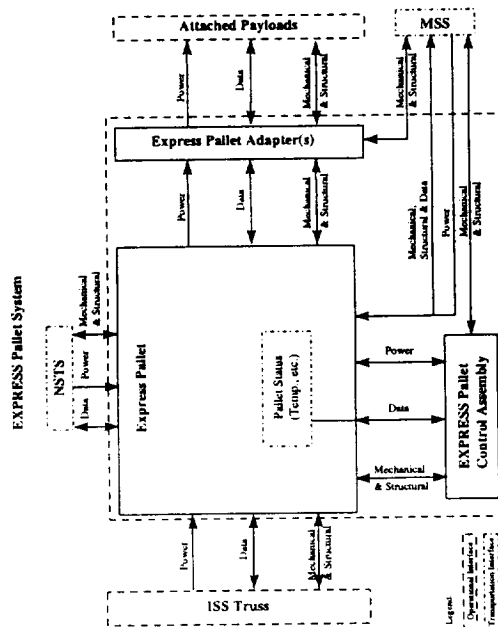 Attached Payloads
MSS
Power
Data
Mechanical
& Structural
Mechanical
& Structural
Express Pallet Adapter(s)
Power
Data
Mechanical
& Structural
Mechanical,
Structural & Data
Power
Mechanical
& Structural
EXPRESS Pallet System
NSTS
Mechanical
& Structural
Power
Data
Express Pallet
Pallet Status
(Temp, etc.)
Power
Data
Mechanical
& Structural
EXPRESS Pallet
Control Assembly
Power
Data
Mechanical
& Structural
ISS Truss
Legend
Operational Interface
Transportation Interface